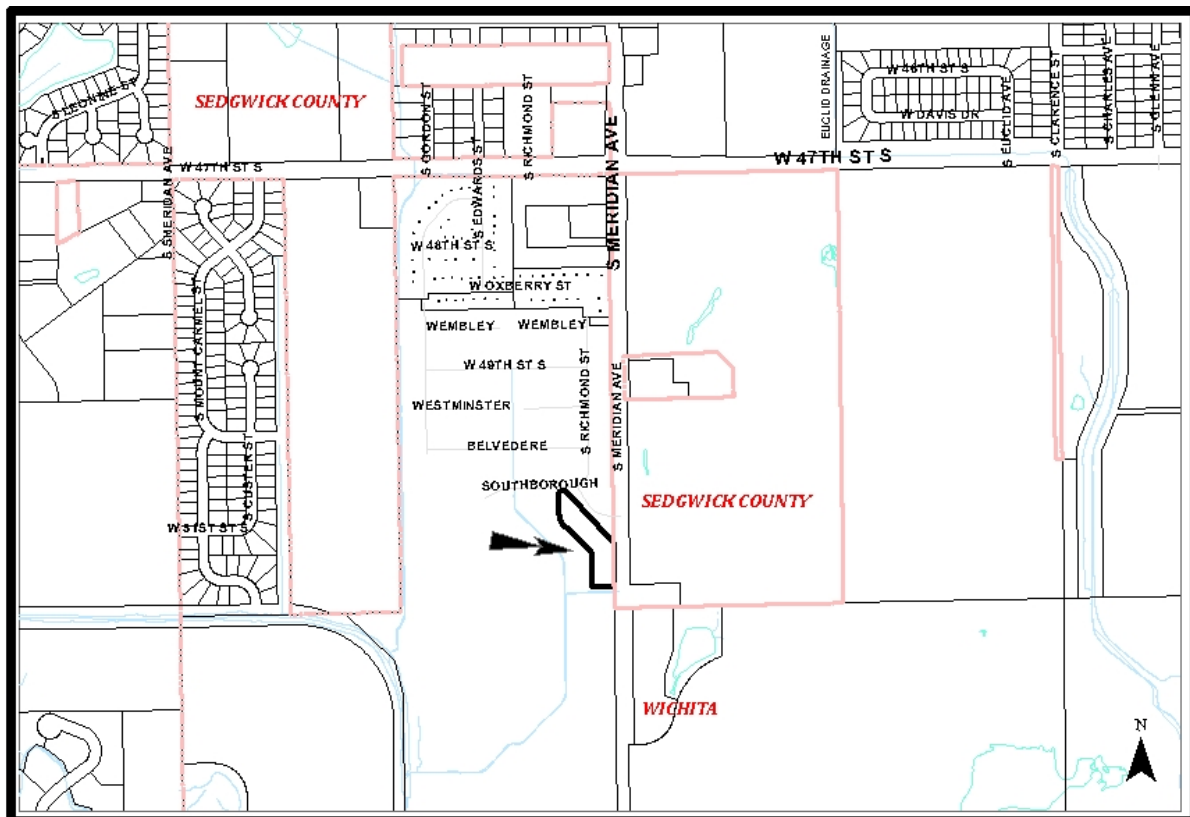 S LEONINE ST
SEDGWICK COUNTY
S GORDON ST
S EDWARDS ST
S RICHMOND ST
S MERIDIAN AVE
EUCLID DRAINAGE
W 46TH ST S
W DAVIS DR
S EUCLID AVE
S CLARENCE ST
S CHARLES AVE
S GLENN AVE
W 47TH ST S
W 47TH ST S
S SHERIDAN AVE
W 48TH ST S
W OXBERRY ST
WEMBLEY
WEMBLEY
S MOUNT CARMEL ST
W 49TH ST S
S RICHMOND ST
S MERIDIAN AVE
WESTMINSTER
BELVEDERE
S CUSTER ST
SOUTHBOROUGH
SEDGWICK COUNTY
W 51ST ST S
WICHITA
N